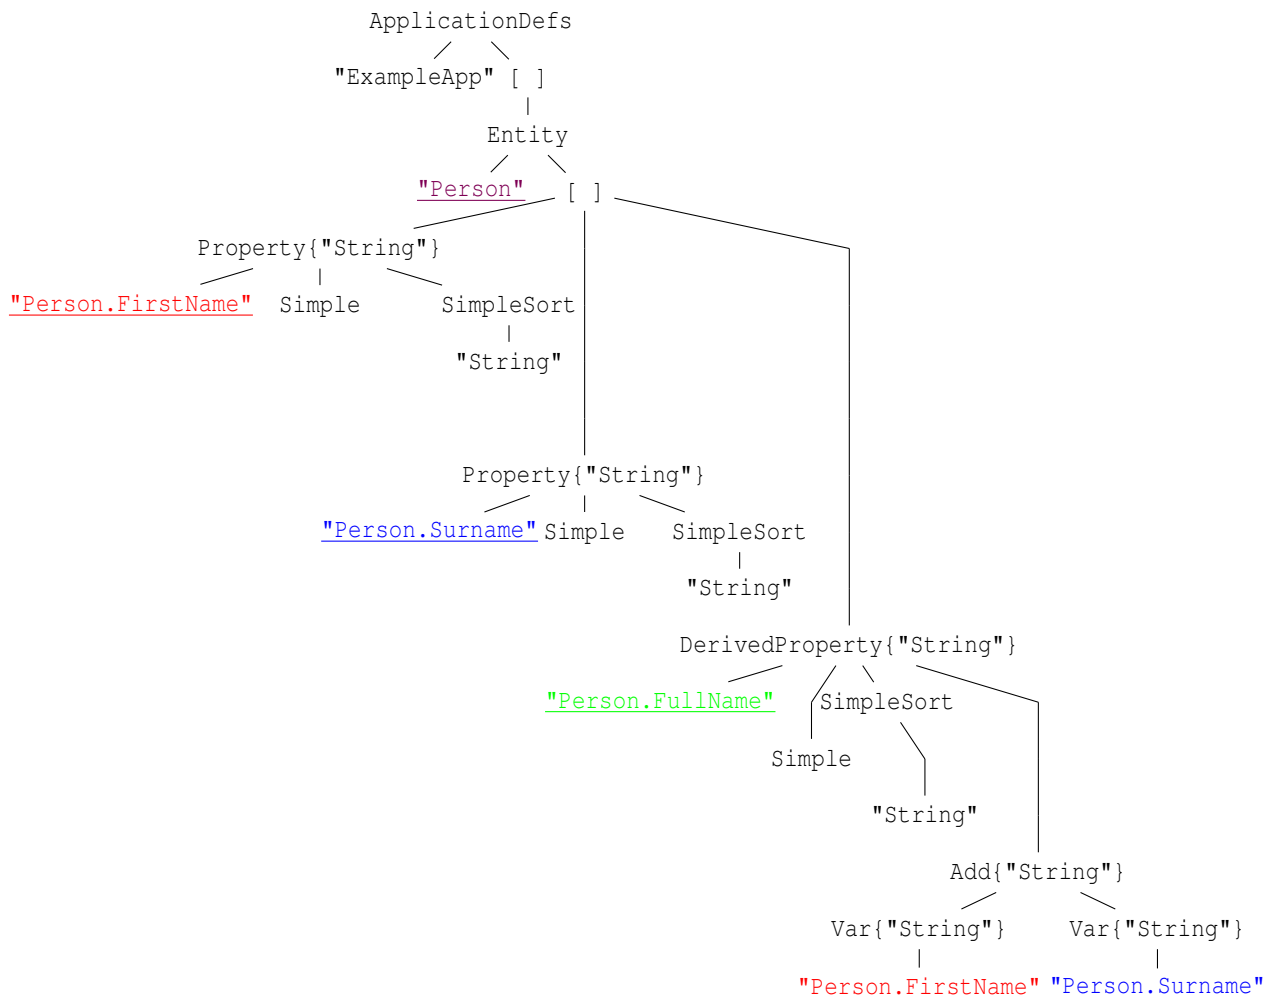 ApplicationDefs
"ExampleApp" [ ]
Entity
"Person" [ ]
Property{"String"}
"Person.FirstName" Simple SimpleSort
"String"
Property{"String"}
"Person.Surname" Simple SimpleSort
"String"
DerivedProperty{"String"}
"Person.FullName" SimpleSort
Simple
"String"
Add{"String"}
Var{"String"} Var{"String"}
"Person.FirstName" "Person.Surname"